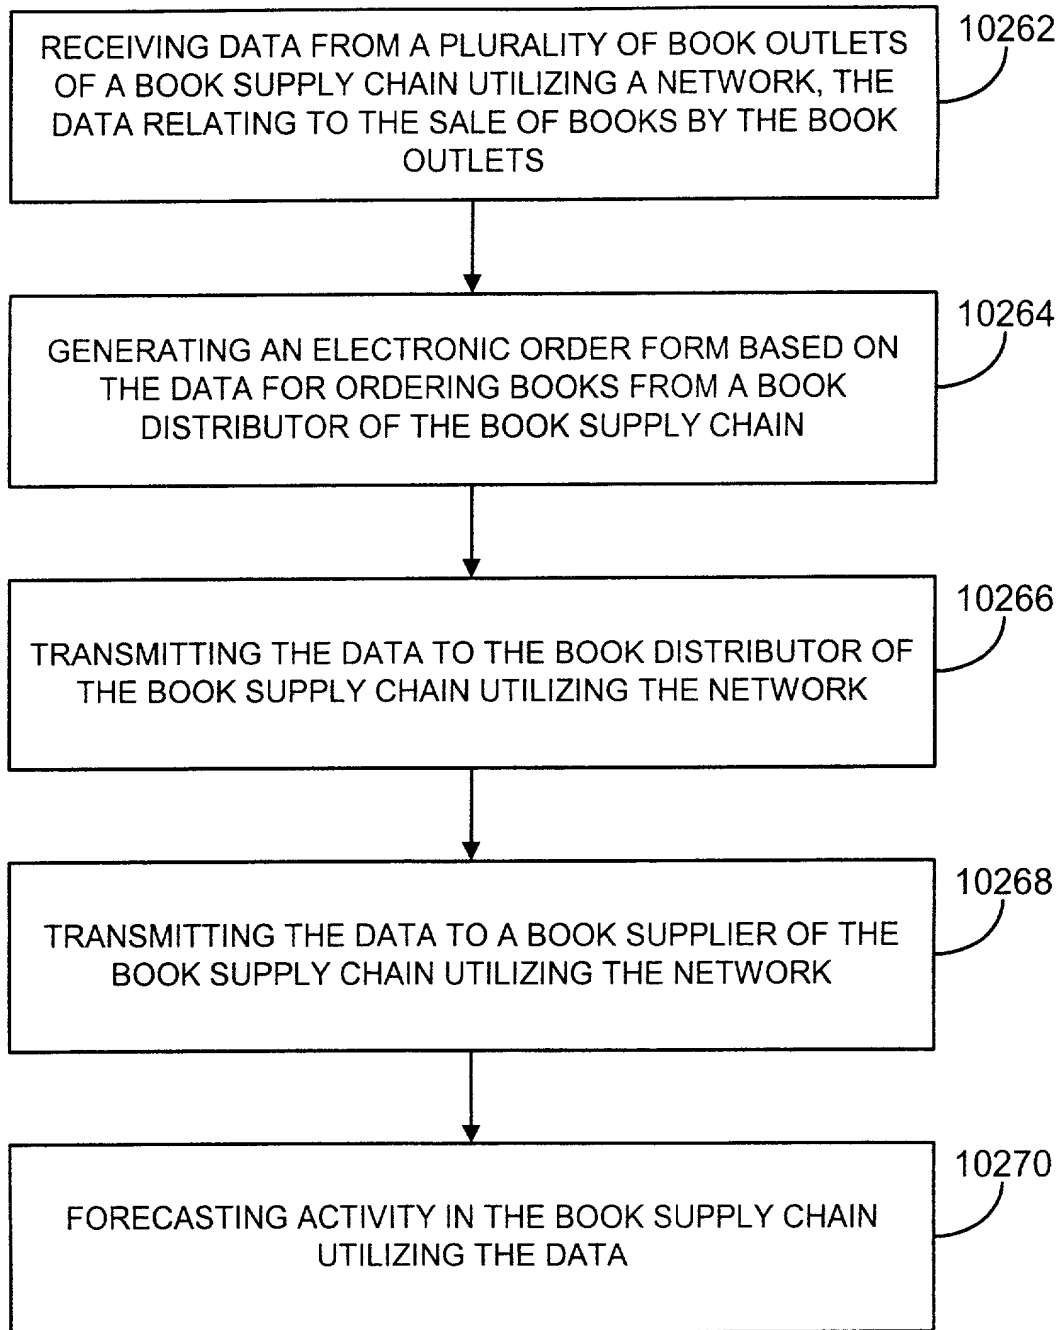 RECEIVING DATA FROM A PLURALITY OF BOOK OUTLETS
OF A BOOK SUPPLY CHAIN UTILIZING A NETWORK, THE
DATA RELATING TO THE SALE OF BOOKS BY THE BOOK
OUTLETS
10262
GENERATING AN ELECTRONIC ORDER FORM BASED ON
THE DATA FOR ORDERING BOOKS FROM A BOOK
DISTRIBUTOR OF THE BOOK SUPPLY CHAIN
10264
TRANSMITTING THE DATA TO THE BOOK DISTRIBUTOR OF
THE BOOK SUPPLY CHAIN UTILIZING THE NETWORK
10266
TRANSMITTING THE DATA TO A BOOK SUPPLIER OF THE
BOOK SUPPLY CHAIN UTILIZING THE NETWORK
10268
FORECASTING ACTIVITY IN THE BOOK SUPPLY CHAIN
UTILIZING THE DATA
10270